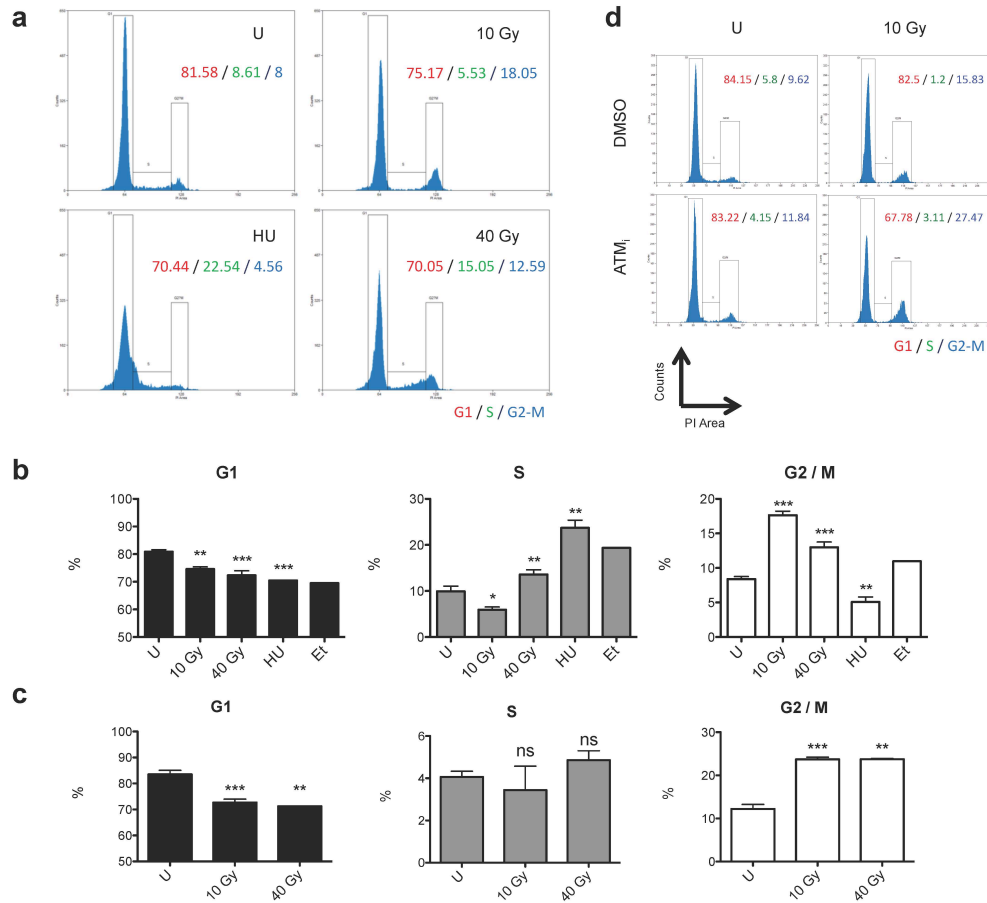 a
U
81.58 / 8.61 / 8
10 Gy
75.17 / 5.53 / 18.05
HU
70.44 / 22.54 / 4.56
40 Gy
70.05 / 15.05 / 12.59
Counts
PI Area
G1
S
G1 / S / G2-M
d
U
10 Gy
DMSO
84.15 / 5.8 / 9.62
82.5 / 1.2 / 15.83
ATMi
83.22 / 4.15 / 11.84
67.78 / 3.11 / 27.47
G1 / S / G2-M
Counts
PI Area
b
G1
%
100
90
80
70
60
50
** *** ***
U 10 Gy 40 Gy HU Et
S
%
30
20
10
0
* ** **
U 10 Gy 40 Gy HU Et
G2 / M
%
20
15
10
5
0
*** *** **
U 10 Gy 40 Gy HU Et
c
G1
%
100
90
80
70
60
50
*** **
U 10 Gy 40 Gy
S
%
6
4
2
0
ns ns
U 10 Gy 40 Gy
G2 / M
%
30
20
10
0
*** **
U 10 Gy 40 Gy